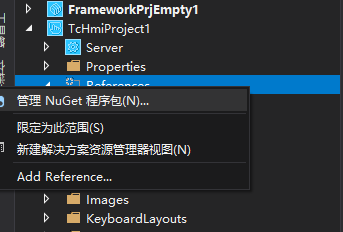 FrameworkPrjEmpty1
TcHmiProject1
Server
Properties
References
管理 NuGet 程序包(N)...
限定为此范围(S)
新建解决方案资源管理器视图(N)
Add Reference...
Images
KeyboardLayouts